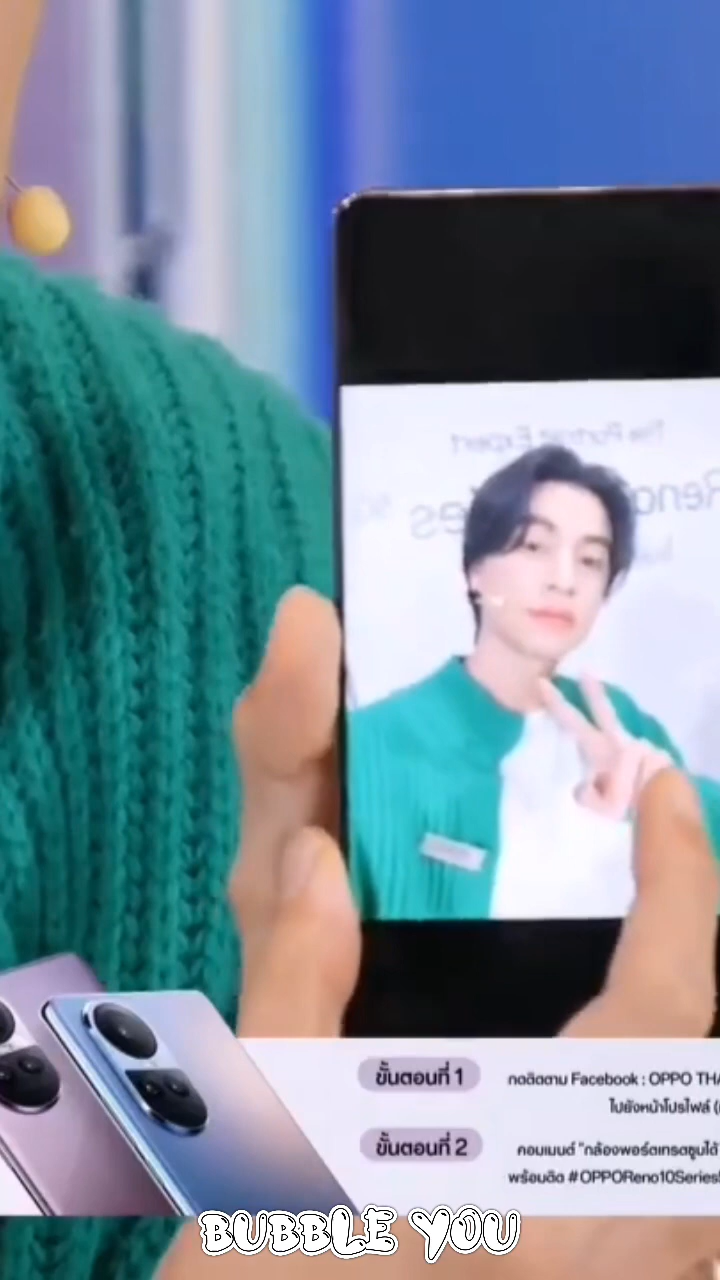 The Portrait Expert
Reno
ies
ขั้นตอนที่ 1
กดติดตาม Facebook : OPPO THA
ไปยังหน้าโปรไฟล์
ขั้นตอนที่ 2
คอมเมนต์ "กล้องพอร์ตเทรตซูมได้
พร้อมติด #OPPOReno10Series
BUBBLE YOU